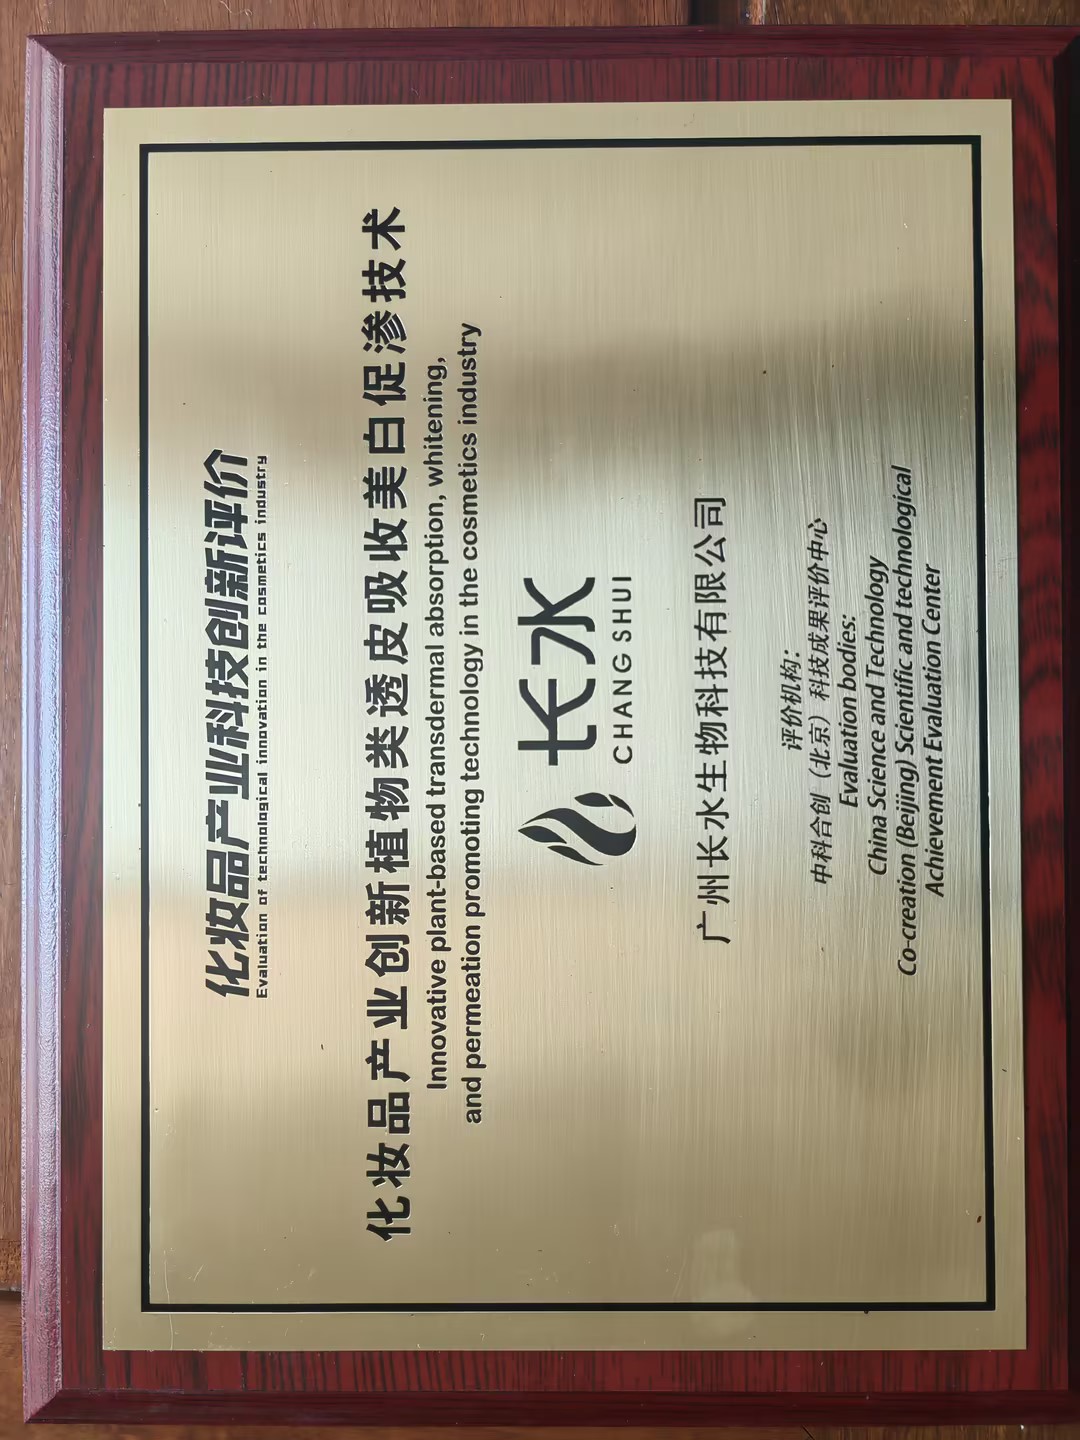 化妆品产业科技创新评价
Evaluation of technological innovation in the cosmetics industry
化妆品产业创新植物类透皮吸收美白促渗技术
Innovative plant-based transdermal absorption, whitening,
and permeation promoting technology in the cosmetics industry
长水
CHANG SHUI
广州长水生物科技有限公司
评价机构：
中科合创（北京）科技成果评价中心
Evaluation bodies:
China Science and Technology
Co-creation (Beijing) Scientific and technological
Achievement Evaluation Center